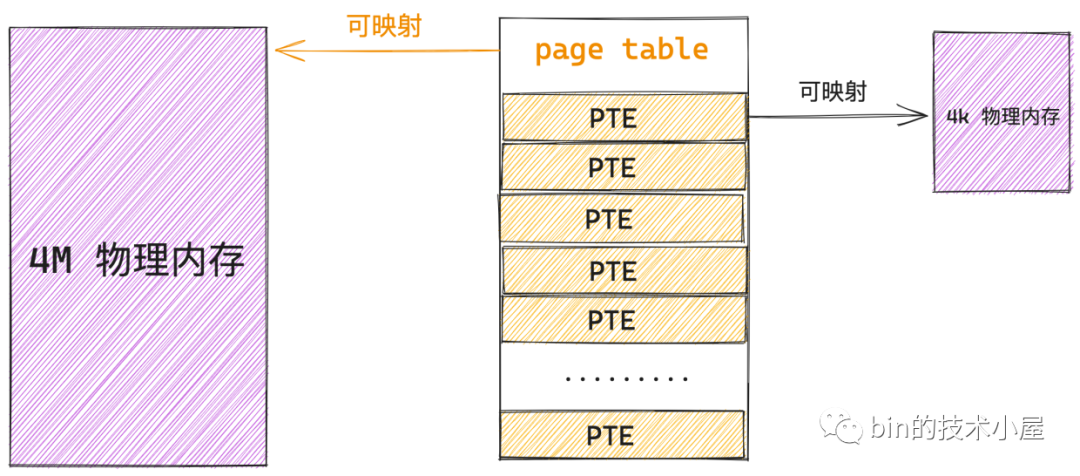 可映射
page table
可映射
PTE
4k 物理内存
PTE
PTE
4M 物理内存
PTE
PTE
.........
PTE
bin的技术小屋